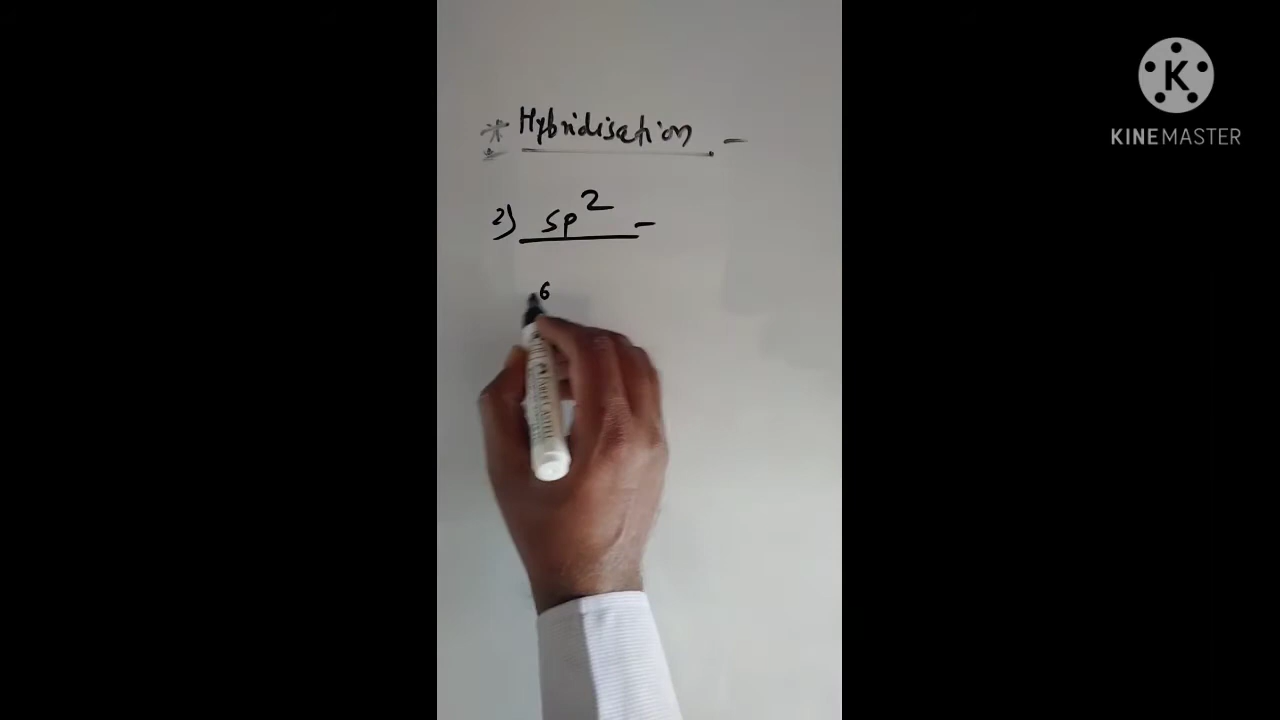 * Hybridisation -
2) sp² -
6
K
KINEMASTER